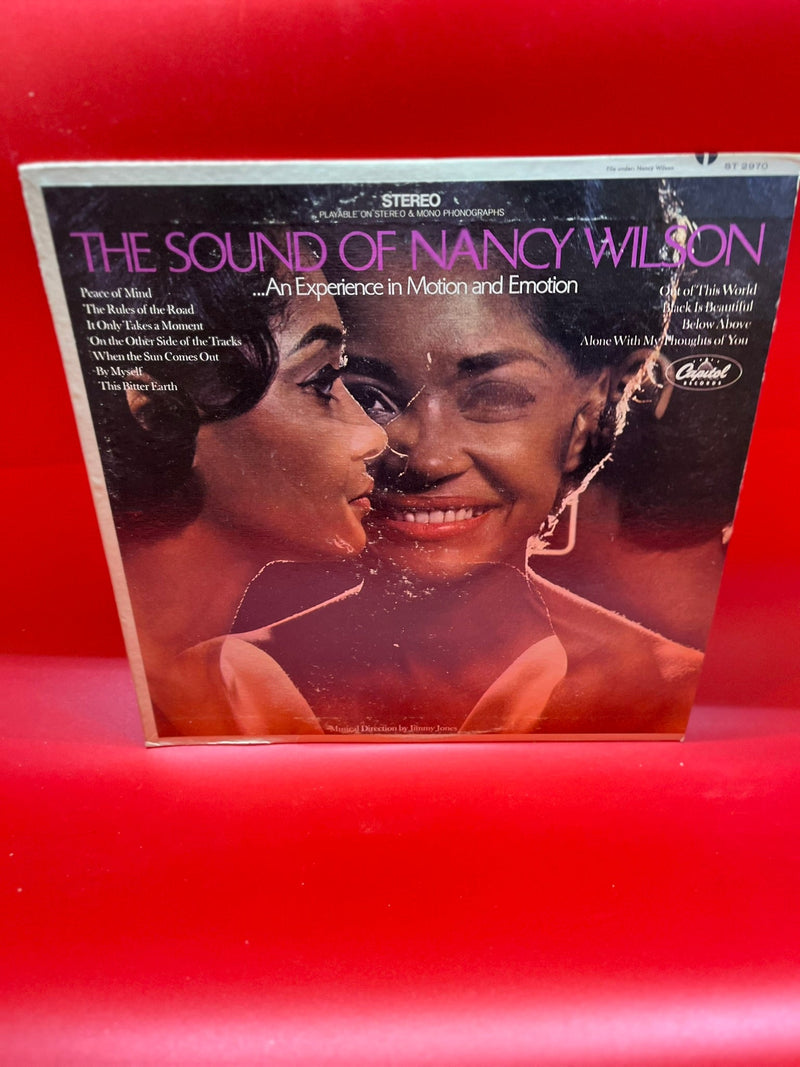 File under: Nancy Wilson
ST 2970
STEREO
PLAYABLE ON STEREO & MONO PHONOGRAPHS
THE SOUND OF NANCY WILSON
...An Experience in Motion and Emotion
Peace of Mind
The Rules of the Road
It Only Takes a Moment
On the Other Side of the Tracks
When the Sun Comes Out
By Myself
This Bitter Earth
Out of This World
Black Is Beautiful
Below Above
Alone With My Thoughts of You
Capitol
RECORDS
Musical Direction by Jimmy Jones